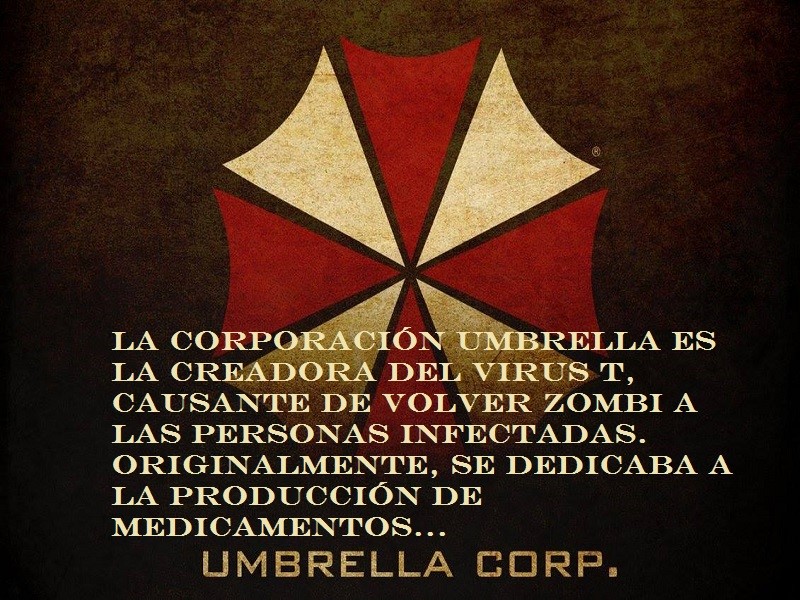 ®
LA CORPORACIÓN UMBRELLA ES
LA CREADORA DEL VIRUS T,
CAUSANTE DE VOLVER ZOMBI A
LAS PERSONAS INFECTADAS.
ORIGINALMENTE, SE DEDICABA A
LA PRODUCCIÓN DE
MEDICAMENTOS...
UMBRELLA CORP.